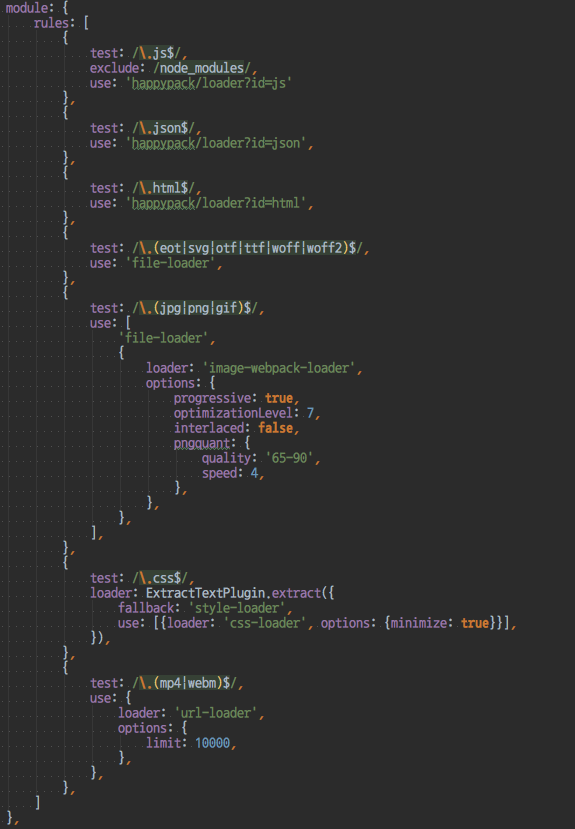 module: {
    rules: [
        {
            test: /\.js$/,
            exclude: /node_modules/,
            use: 'happypack/loader?id=js'
        },
        {
            test: /\.json$/,
            use: 'happypack/loader?id=json',
        },
        {
            test: /\.html$/,
            use: 'happypack/loader?id=html',
        },
        {
            test: /\.(eot|svg|otf|ttf|woff|woff2)$/,
            use: 'file-loader',
        },
        {
            test: /\.(jpg|png|gif)$/,
            use: [
                'file-loader',
                {
                    loader: 'image-webpack-loader',
                    options: {
                        progressive: true,
                        optimizationLevel: 7,
                        interlaced: false,
                        pngquant: {
                            quality: '65-90',
                            speed: 4,
                        },
                    },
                },
            ],
        },
        {
            test: /\.css$/,
            loader: ExtractTextPlugin.extract({
                fallback: 'style-loader',
                use: [{loader: 'css-loader', options: {minimize: true}}],
            }),
        },
        {
            test: /\.(mp4|webm)$/,
            use: {
                loader: 'url-loader',
                options: {
                    limit: 10000,
                },
            },
        },
    ]
},